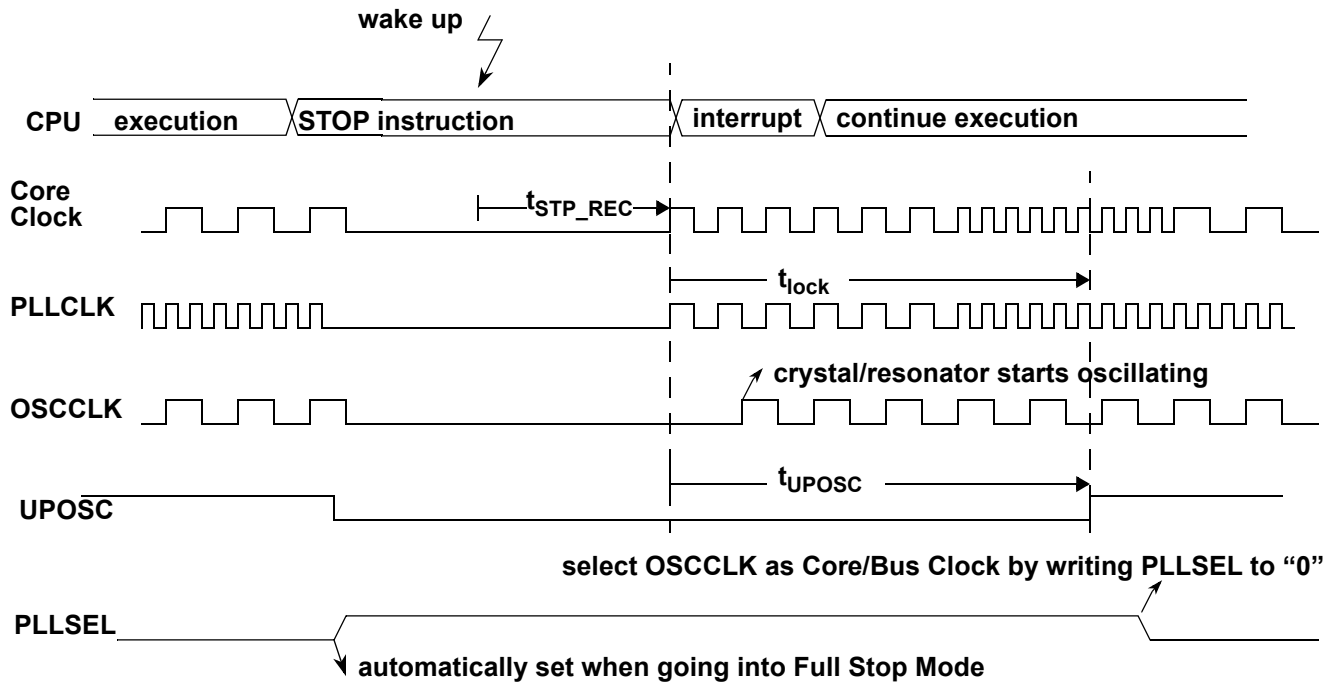 wake up
CPU
execution
STOP instruction
interrupt
continue execution
Core
Clock
tSTP_REC
tlock
PLLCLK
crystal/resonator starts oscillating
OSCCLK
tUPOSC
UPOSC
select OSCCLK as Core/Bus Clock by writing PLLSEL to “0”
PLLSEL
automatically set when going into Full Stop Mode